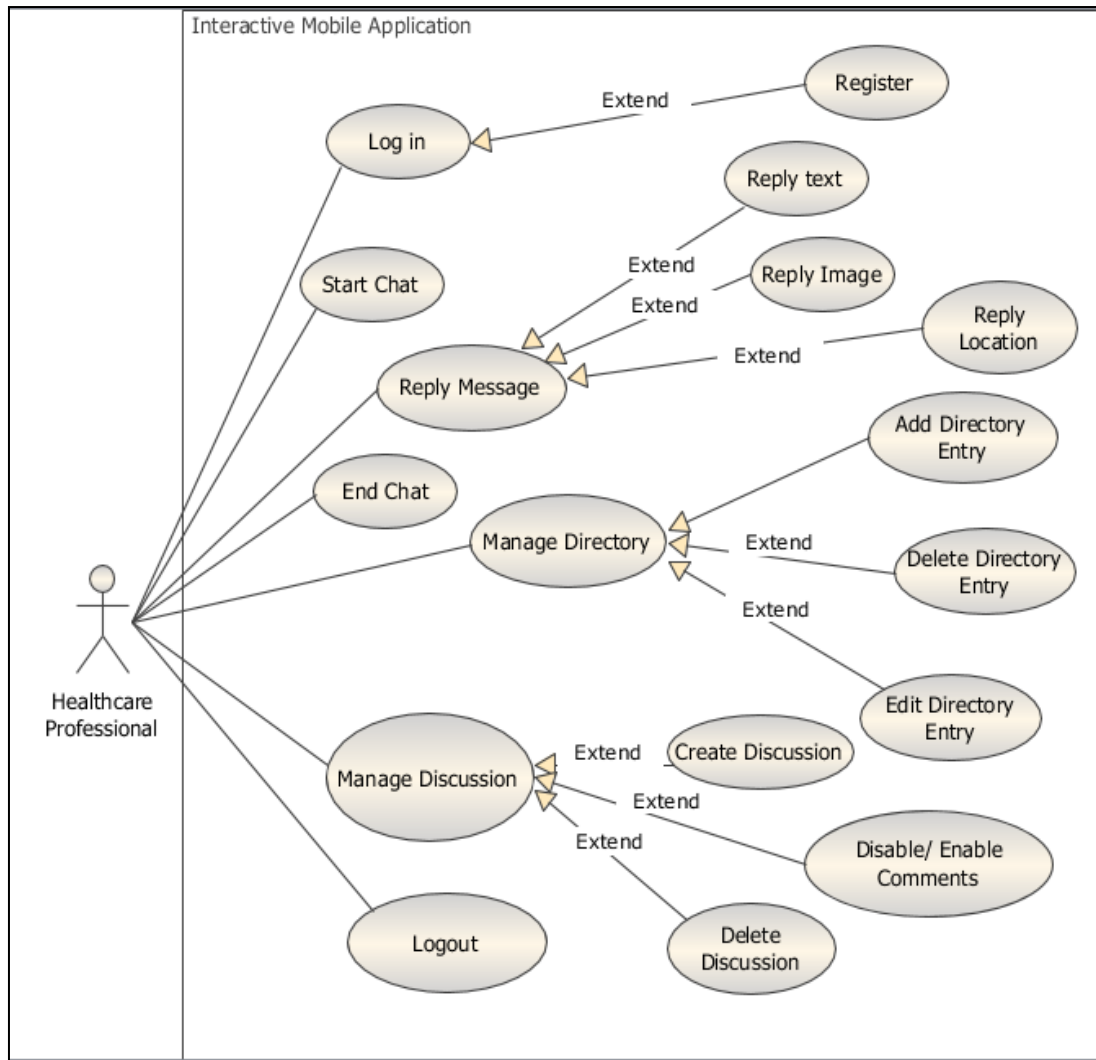 Interactive Mobile Application
Register
Extend
Log in
Reply text
Extend
Reply Image
Start Chat
Extend
Reply
Location
Extend
Reply Message
Add Directory
Entry
End Chat
Manage Directory
Extend
Delete Directory
Entry
Extend
Healthcare
Professional
Edit Directory
Entry
Extend
Create Discussion
Manage Discussion
Extend
Extend
Disable/ Enable
Comments
Logout
Delete
Discussion